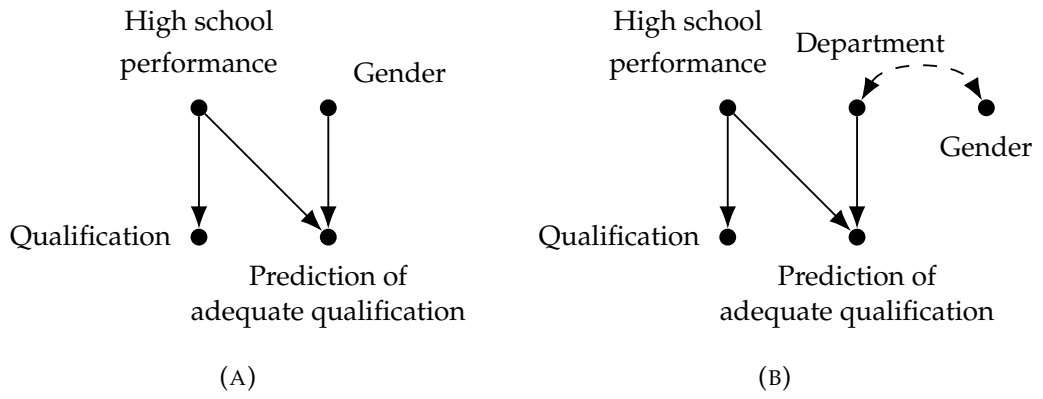 High school
performance
Gender
Qualification
Prediction of
adequate qualification
(A)
High school
performance
Department
Gender
Qualification
Prediction of
adequate qualification
(B)